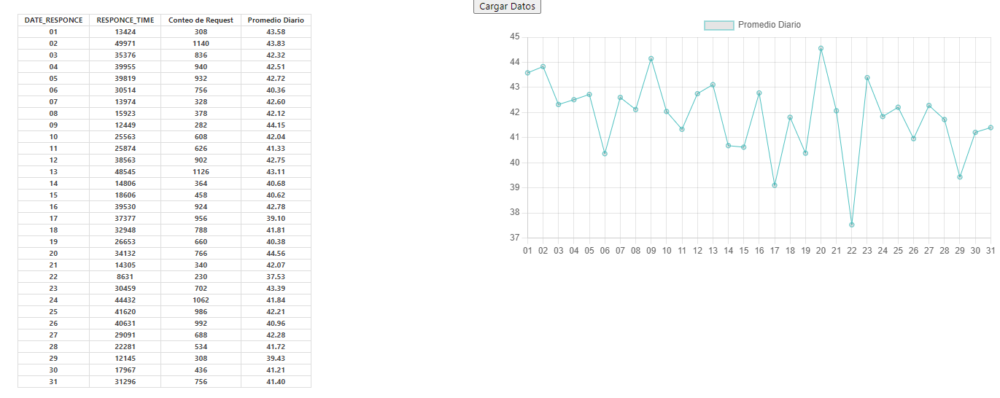 Cargar Datos
DATE_RESPONCE RESPONCE_TIME Conteo de Request Promedio Diario
01 13424 308 43.58
02 49971 1140 43.83
03 35376 836 42.32
04 39955 940 42.51
05 39819 932 42.72
06 30514 756 40.36
07 13974 328 42.60
08 15923 378 42.12
09 12449 282 44.15
10 25563 608 42.04
11 25874 626 41.33
12 38563 902 42.75
13 48545 1126 43.11
14 14806 364 40.68
15 18606 458 40.62
16 39530 924 42.78
17 37377 956 39.10
18 32948 788 41.81
19 26653 660 40.38
20 34132 766 44.56
21 14305 340 42.07
22 8631 230 37.53
23 30459 702 43.39
24 44432 1062 41.84
25 41620 986 42.21
26 40631 992 40.96
27 29091 688 42.28
28 22281 534 41.72
29 12145 308 39.43
30 17967 436 41.21
31 31296 756 41.40
Promedio Diario
45
44
43
42
41
40
39
38
37
01 02 03 04 05 06 07 08 09 10 11 12 13 14 15 16 17 18 19 20 21 22 23 24 25 26 27 28 29 30 31